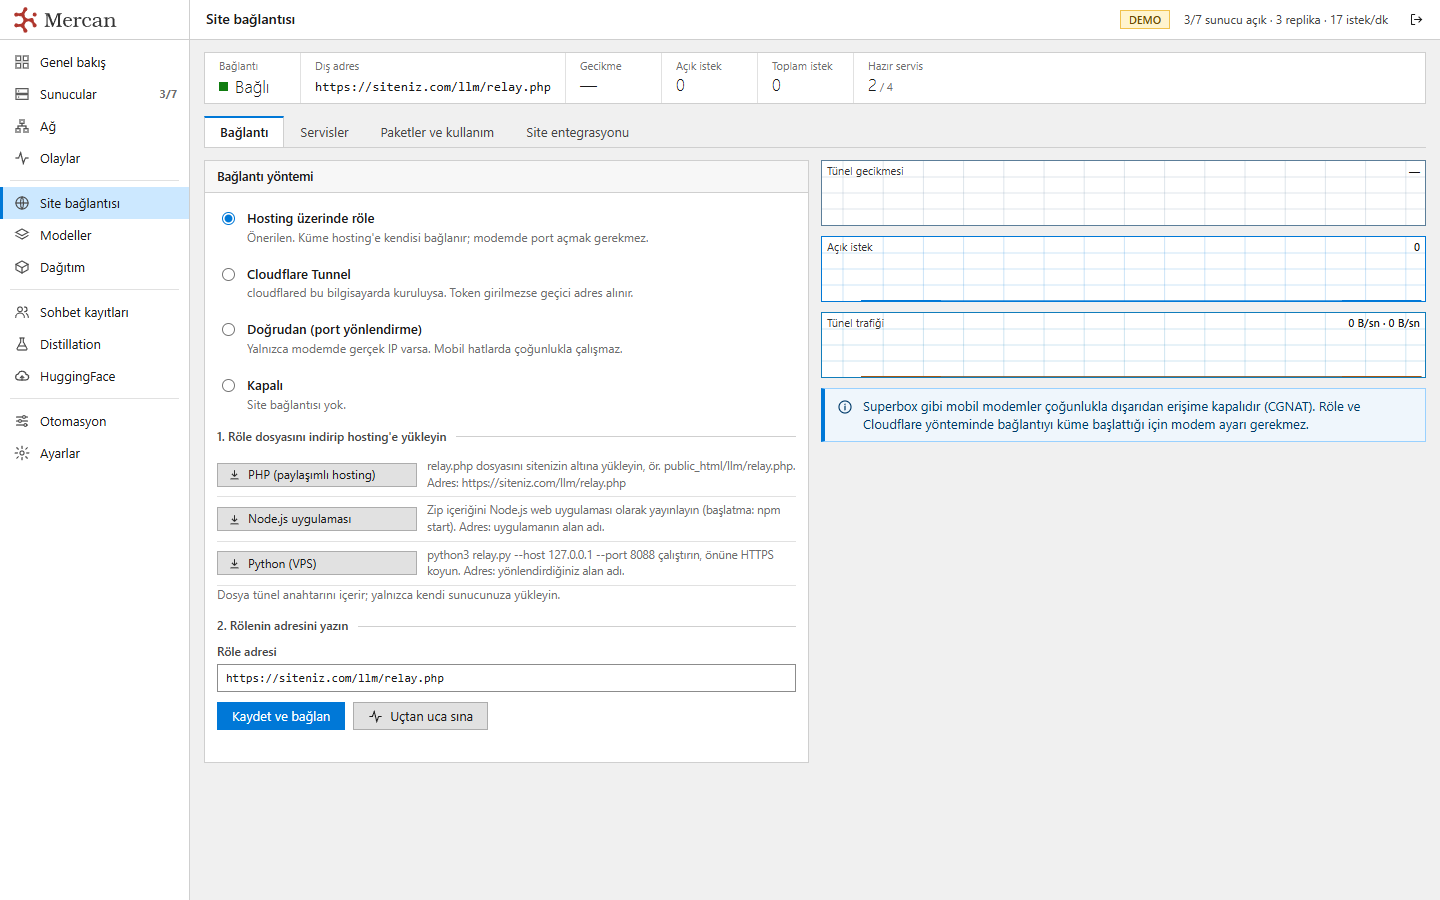 Mercan
Site bağlantısı
DEMO
3/7 sunucu açık · 3 replika · 17 istek/dk
Genel bakış
Sunucular
3/7
Ağ
Olaylar
Site bağlantısı
Modeller
Dağıtım
Sohbet kayıtları
Distillation
HuggingFace
Otomasyon
Ayarlar
Bağlantı
Bağlı
Dış adres
https://siteniz.com/llm/relay.php
Gecikme
—
Açık istek
0
Toplam istek
0
Hazır servis
2 / 4
Bağlantı
Servisler
Paketler ve kullanım
Site entegrasyonu
Bağlantı yöntemi
Hosting üzerinde röle
Önerilen. Küme hosting'e kendisi bağlanır; modemde port açmak gerekmez.
Cloudflare Tunnel
cloudflared bu bilgisayarda kuruluysa. Token girilmezse geçici adres alınır.
Doğrudan (port yönlendirme)
Yalnızca modemde gerçek IP varsa. Mobil hatlarda çoğunlukla çalışmaz.
Kapalı
Site bağlantısı yok.
1. Röle dosyasını indirip hosting'e yükleyin
PHP (paylaşımlı hosting)
relay.php dosyasını sitenizin altına yükleyin, ör. public_html/llm/relay.php.
Adres: https://siteniz.com/llm/relay.php
Node.js uygulaması
Zip içeriğini Node.js web uygulaması olarak yayınlayın (başlatma: npm
start). Adres: uygulamanın alan adı.
Python (VPS)
python3 relay.py --host 127.0.0.1 --port 8088 çalıştırın, önüne HTTPS
koyun. Adres: yönlendirdiğiniz alan adı.
Dosya tünel anahtarını içerir; yalnızca kendi sunucunuza yükleyin.
2. Rölenin adresini yazın
Röle adresi
https://siteniz.com/llm/relay.php
Kaydet ve bağlan
Uçtan uca sına
Tünel gecikmesi
—
Açık istek
0
Tünel trafiği
0 B/sn · 0 B/sn
Superbox gibi mobil modemler çoğunlukla dışarıdan erişime kapalıdır (CGNAT). Röle ve
Cloudflare yönteminde bağlantıyı küme başlattığı için modem ayarı gerekmez.